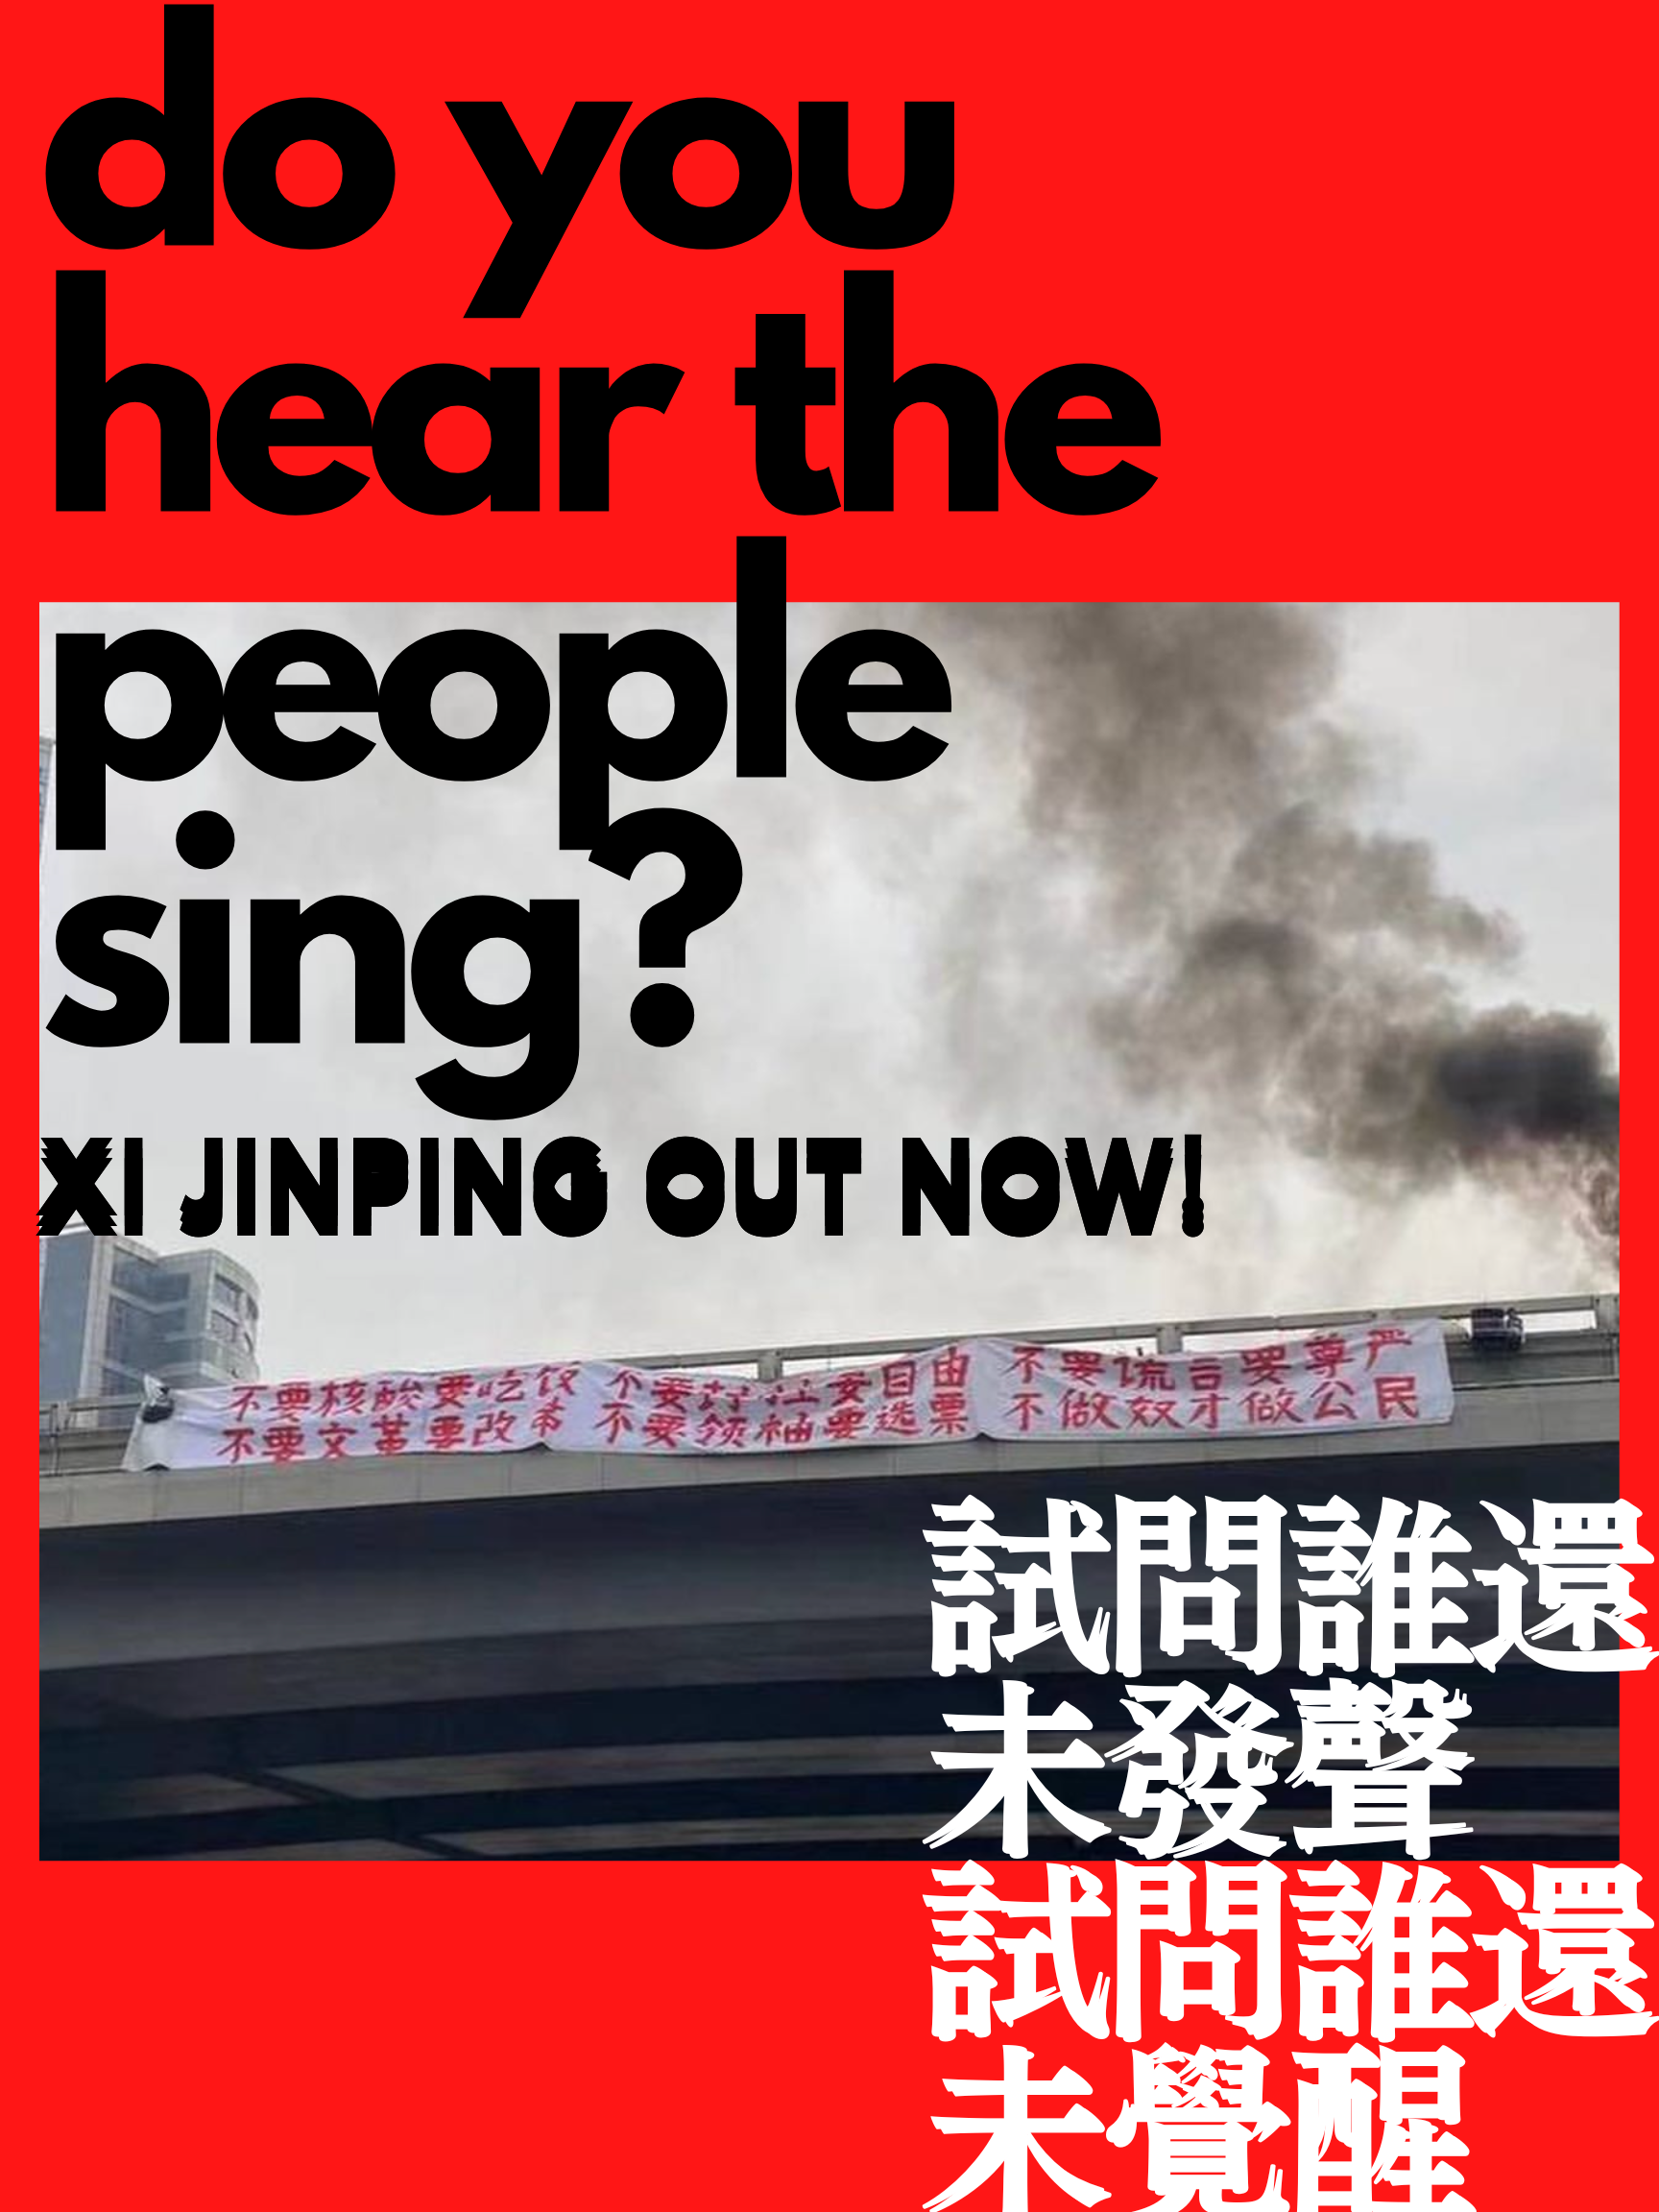 do you
hear the
people
sing?
XI JINPING OUT NOW!
不要核酸要吃饭 不要封控要自由 不要谎言要尊严
不要文革要改革 不要领袖要选票 不做奴才做公民
試問誰還
未發聲
試問誰還
未覺醒